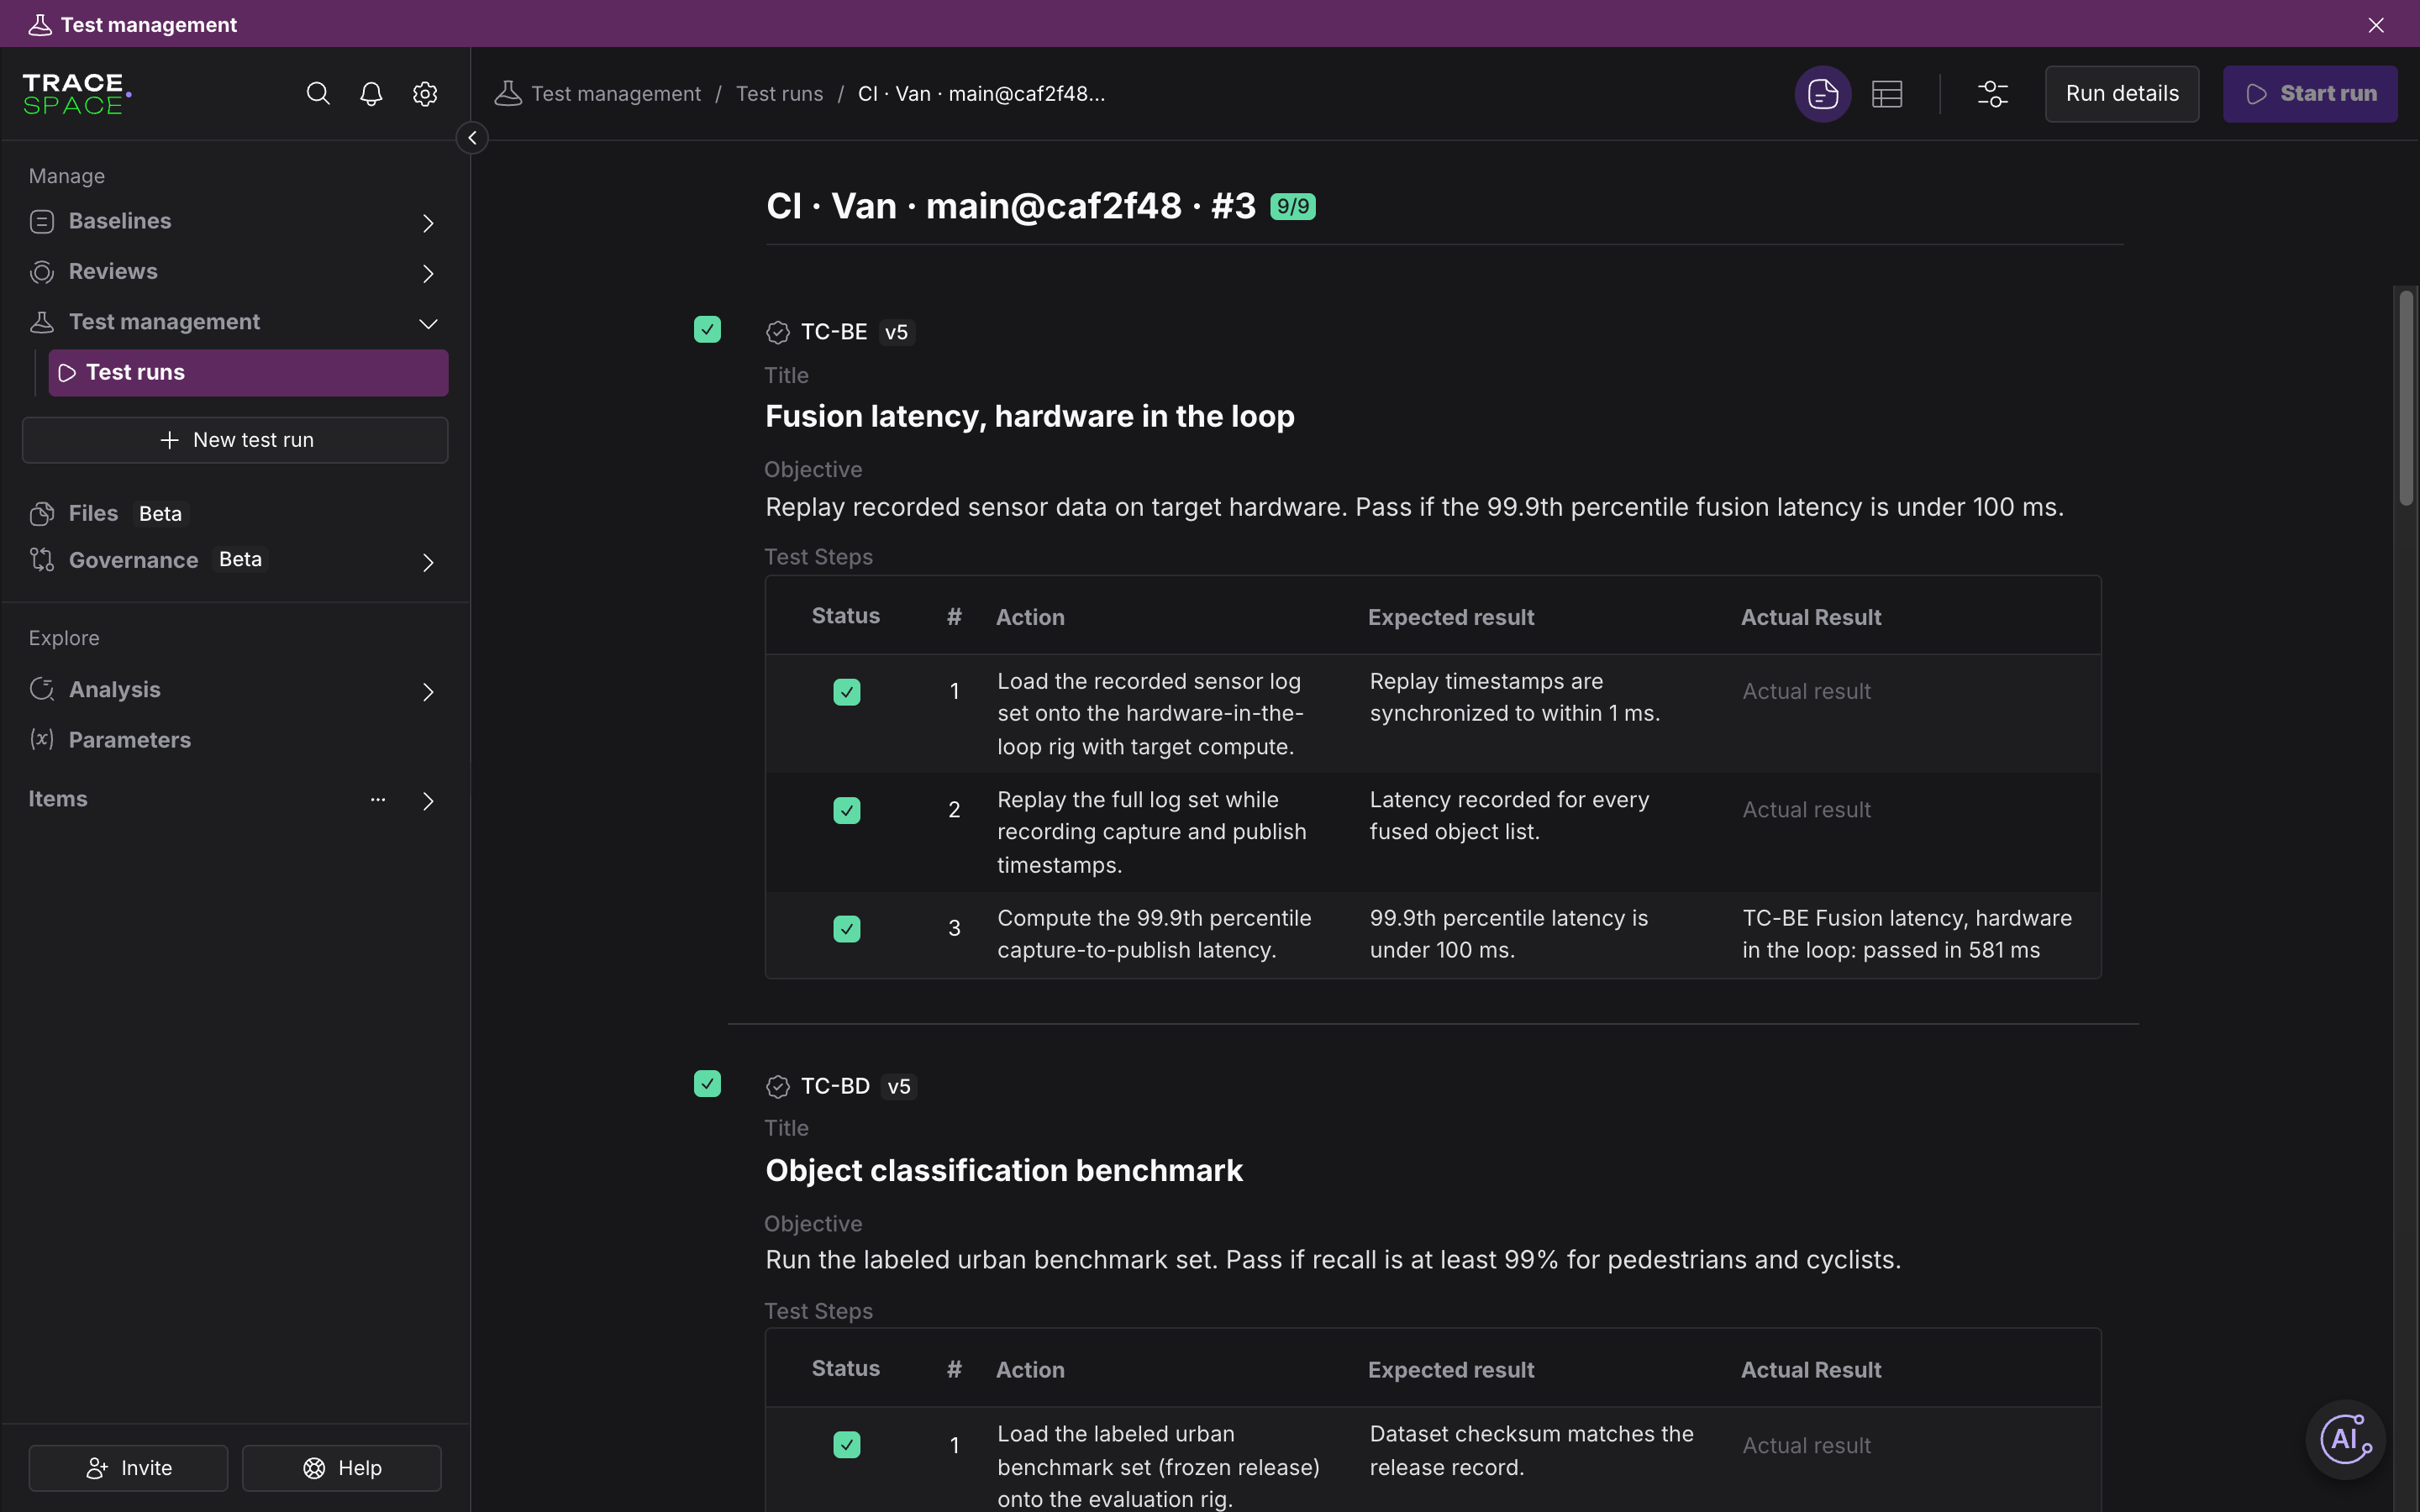 Test management
TRACE
SPACE
Test management / Test runs / CI · Van · main@caf2f48...
Run details
Start run
Manage
Baselines
Reviews
Test management
Test runs
New test run
Files Beta
Governance Beta
Explore
Analysis
Parameters
Items
Invite
Help
CI · Van · main@caf2f48 · #3 9/9
TC-BE v5
Title
Fusion latency, hardware in the loop
Objective
Replay recorded sensor data on target hardware. Pass if the 99.9th percentile fusion latency is under 100 ms.
Test Steps
Status # Action Expected result Actual Result
1
Load the recorded sensor log
set onto the hardware-in-the-
loop rig with target compute.
Replay timestamps are
synchronized to within 1 ms.
Actual result
2
Replay the full log set while
recording capture and publish
timestamps.
Latency recorded for every
fused object list.
Actual result
3
Compute the 99.9th percentile
capture-to-publish latency.
99.9th percentile latency is
under 100 ms.
TC-BE Fusion latency, hardware
in the loop: passed in 581 ms
TC-BD v5
Title
Object classification benchmark
Objective
Run the labeled urban benchmark set. Pass if recall is at least 99% for pedestrians and cyclists.
Test Steps
Status # Action Expected result Actual Result
1
Load the labeled urban
benchmark set (frozen release)
onto the evaluation rig.
Dataset checksum matches the
release record.
Actual result
AI